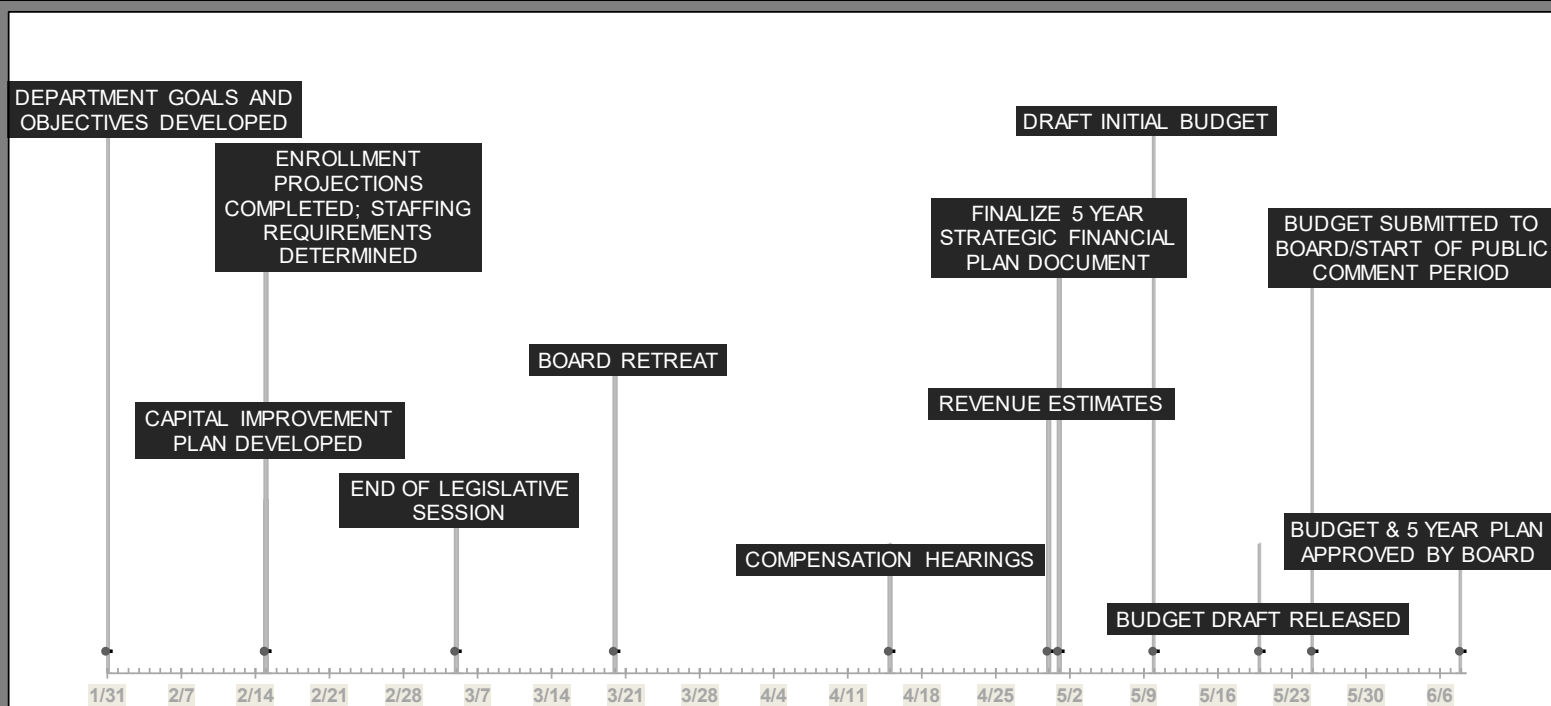 DEPARTMENT GOALS AND
OBJECTIVES DEVELOPED
ENROLLMENT
PROJECTIONS
COMPLETED; STAFFING
REQUIREMENTS
DETERMINED
CAPITAL IMPROVEMENT
PLAN DEVELOPED
END OF LEGISLATIVE
SESSION
BOARD RETREAT
COMPENSATION HEARINGS
REVENUE ESTIMATES
FINALIZE 5 YEAR
STRATEGIC FINANCIAL
PLAN DOCUMENT
DRAFT INITIAL BUDGET
BUDGET DRAFT RELEASED
BUDGET SUBMITTED TO
BOARD/START OF PUBLIC
COMMENT PERIOD
BUDGET & 5 YEAR PLAN
APPROVED BY BOARD
1/31 2/7 2/14 2/21 2/28 3/7 3/14 3/21 3/28 4/4 4/11 4/18 4/25 5/2 5/9 5/16 5/23 5/30 6/6